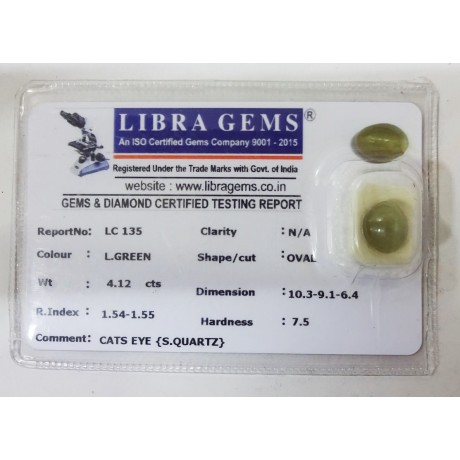 LIBRA GEMS ®
An ISO Certified Gems Company 9001 - 2015
Registered Under the Trade Marks with Govt. of India
website : www.libragems.co.in
GEMS & DIAMOND CERTIFIED TESTING REPORT
ReportNo: LC 135 Clarity : N/A
Colour : L.GREEN Shape/cut : OVAL
Wt : 4.12 cts Dimension : 10.3-9.1-6.4
R.Index : 1.54-1.55 Hardness : 7.5
Comment: CATS EYE {S.QUARTZ}